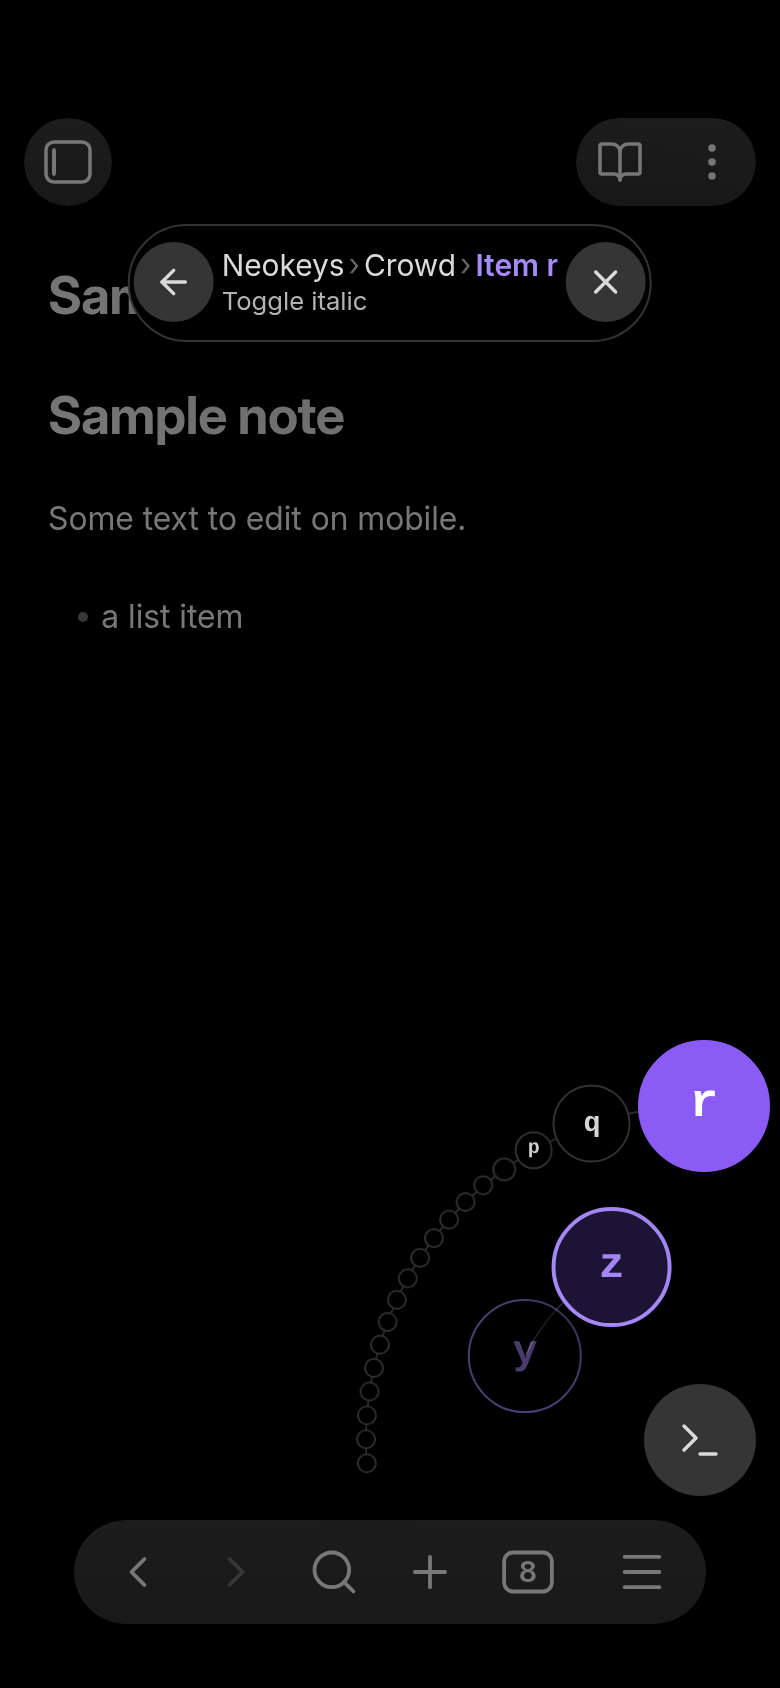 Neokeys › Crowd › Item r
Toggle italic
San
Sample note
Some text to edit on mobile.
• a list item
r
q
p
z
y
8